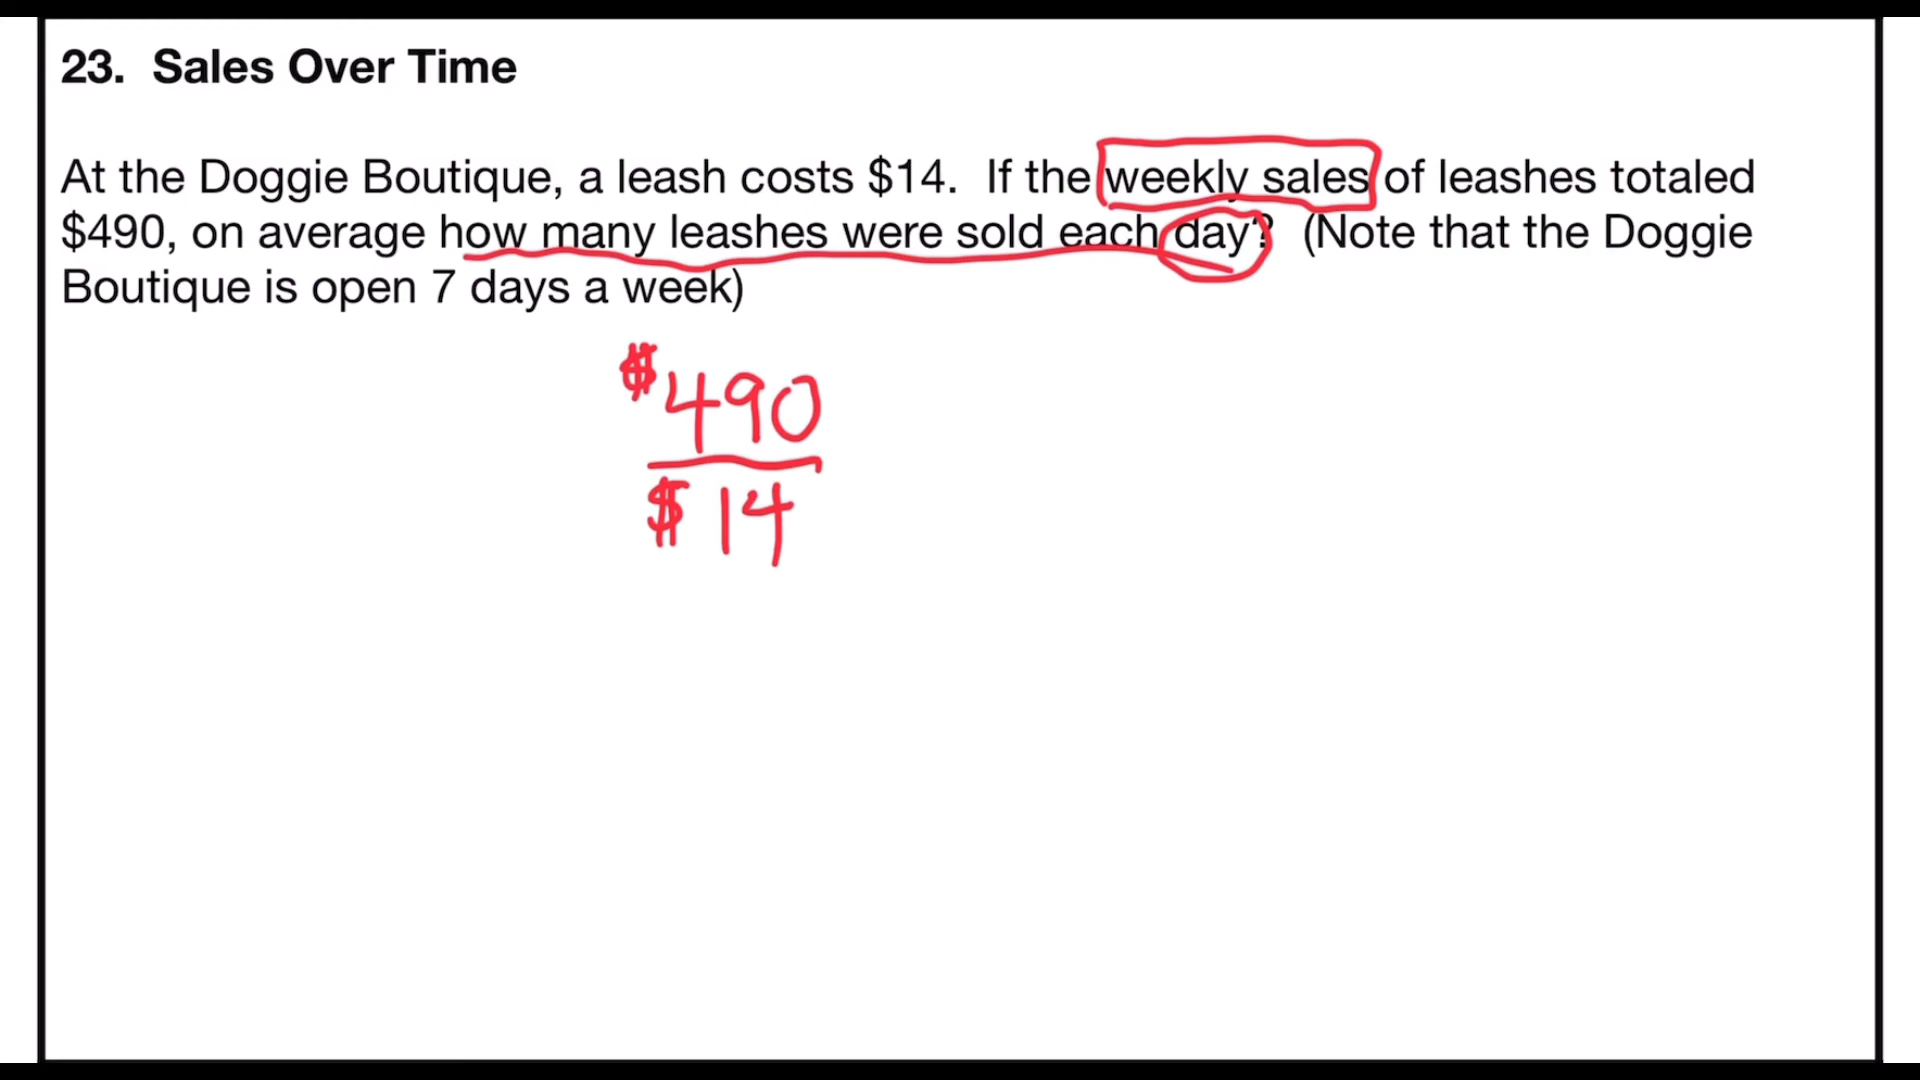 23. Sales Over Time
At the Doggie Boutique, a leash costs $14. If the weekly sales of leashes totaled
$490, on average how many leashes were sold each day? (Note that the Doggie
Boutique is open 7 days a week)
$490
$14